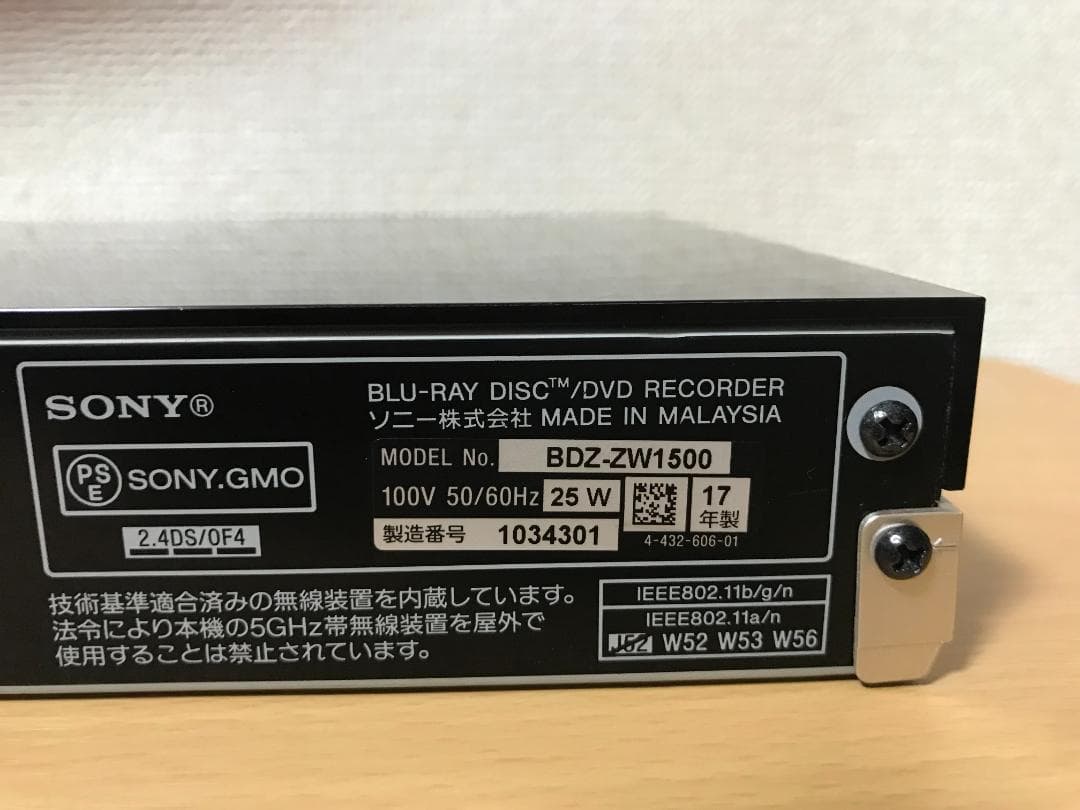 SONY®
BLU-RAY DISC™/DVD RECORDER
ソニー株式会社 MADE IN MALAYSIA
PSE SONY.GMO
MODEL No. BDZ-ZW1500
100V 50/60Hz 25 W 17年製
2.4DS/OF4
製造番号 1034301 4-432-606-01
技術基準適合済みの無線装置を内蔵しています。
法令により本機の5GHz帯無線装置を屋外で
使用することは禁止されています。
IEEE802.11b/g/n
IEEE802.11a/n
J52 W52 W53 W56